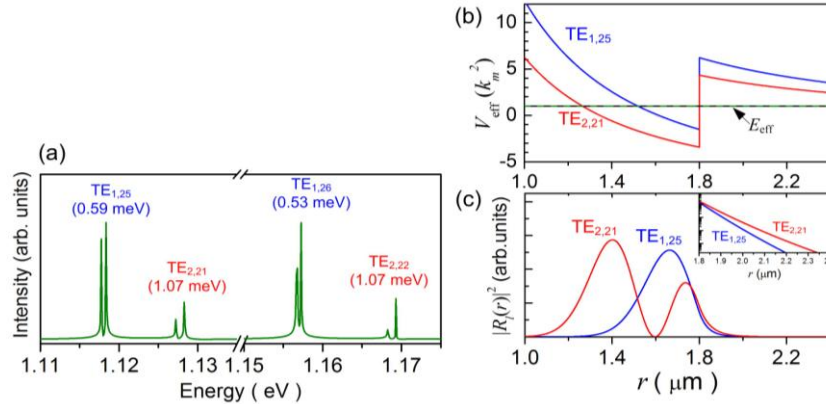 (a)
Intensity (arb. units)
TE1,25
(0.59 meV)
TE2,21
(1.07 meV)
TE1,26
(0.53 meV)
TE2,22
(1.07 meV)
1.11 1.12 1.13 1.15 1.16 1.17
Energy ( eV )
(b)
Veff (km2)
10
5
0
-5
TE1,25
TE2,21
Eeff
1.0 1.4 1.8 2.2
(c)
|Rl(r)|2 (arb.units)
TE2,21
TE1,25
TE2,21
TE1,25
1.8 1.9 2.0 2.1 2.2 2.3
r (μm)
1.0 1.4 1.8 2.2
r ( μm)